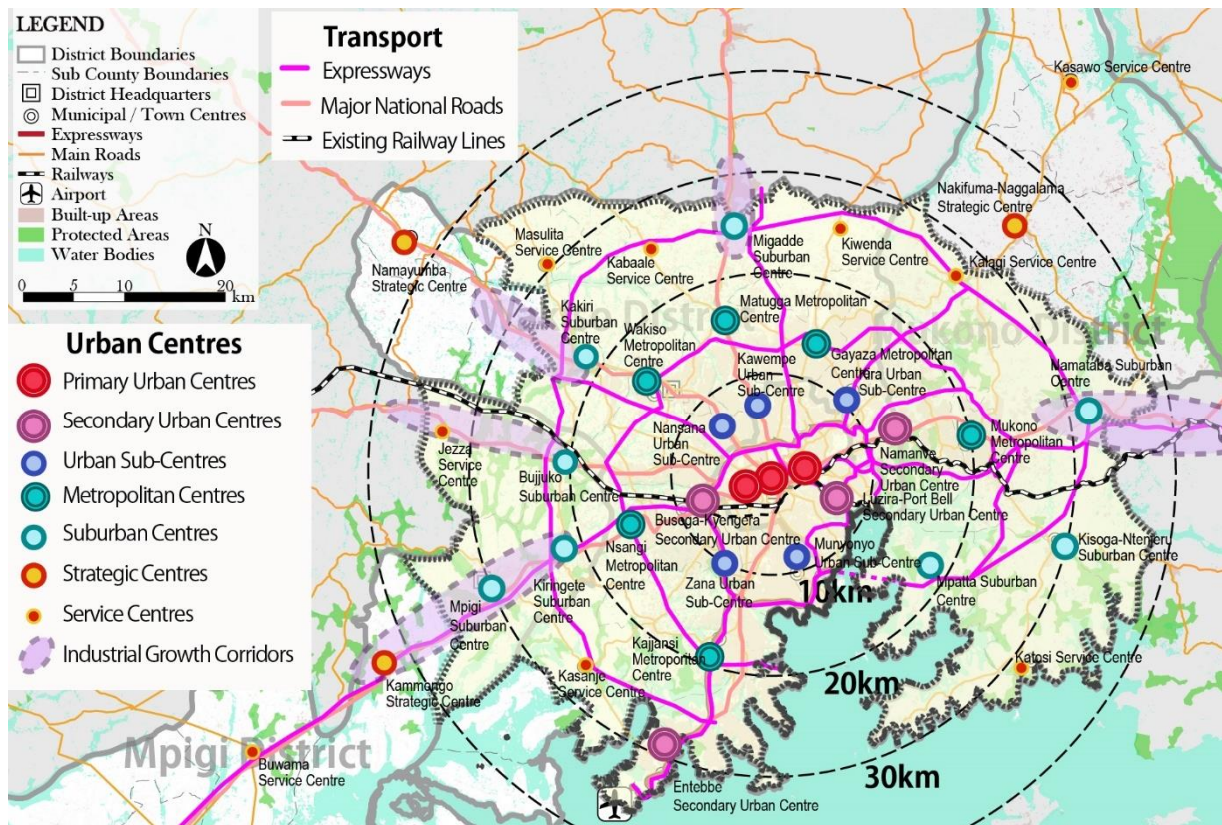 LEGEND
District Boundaries
Sub County Boundaries
District Headquarters
Municipal / Town Centres
Expressways
Main Roads
Railways
Airport
Built-up Areas
Protected Areas
Water Bodies
N
0
10
20
km
Transport
Expressways
Major National Roads
Existing Railway Lines
Urban Centres
Primary Urban Centres
Secondary Urban Centres
Urban Sub-Centres
Metropolitan Centres
Suburban Centres
Strategic Centres
Service Centres
Industrial Growth Corridors
Kasawo Service Centre
Nakifuma-Naggalama
Strategic Centre
Masulita
Service Centre
Kabaale
Service Centre
Migadde
Suburban
Centre
Kiwenda
Service Centre
Kalagi Service Centre
Namayumba
Strategic Centre
Kakiri
Suburban
Centre
Wakiso
Metropolitan
Centre
Matugga Metropolitan
Centre
District
District
Kawempe
Urban
Sub-Centre
Gayaza Metropolitan
Centre
Urban
Sub-Centre
Namataba Suburban
Centre
Nansana
Urban
Sub-Centre
Mukono
Metropolitan
Centre
Namanve
Secondary
Urban Centre
Jezza
Service
Centre
Bujjuko
Suburban Centre
Luzira-Port Bell
Secondary Urban Centre
Busega-Kyengera
Secondary Urban Centre
Nsangi
Metropolitan
Centre
Munyonyo
Urban Sub-Centre
Kisoga-Ntenjeru
Suburban Centre
Kiringete
Suburban
Centre
Zana Urban
Sub-Centre
Mpatta Suburban
Centre
10km
Mpigi
Suburban
Centre
Kajjansi
Metropolitan
Centre
Kasanje
Service Centre
Katosi Service Centre
20km
Kammengo
Strategic Centre
Mpigi District
Buwama
Service Centre
30km
Entebbe
Secondary Urban Centre